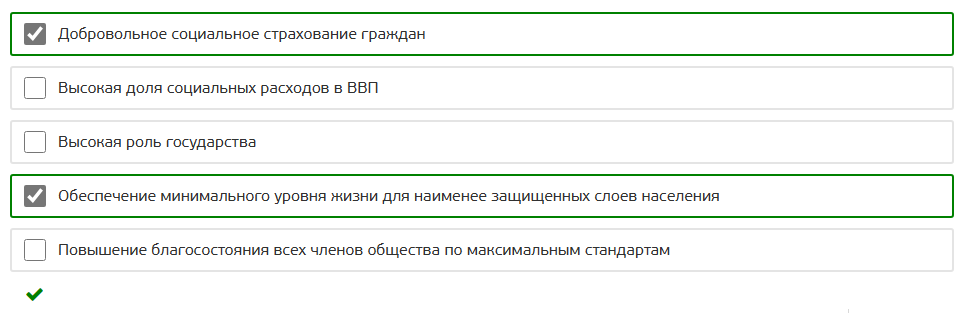 Добровольное социальное страхование граждан
Высокая доля социальных расходов в ВВП
Высокая роль государства
Обеспечение минимального уровня жизни для наименее защищенных слоев населения
Повышение благосостояния всех членов общества по максимальным стандартам